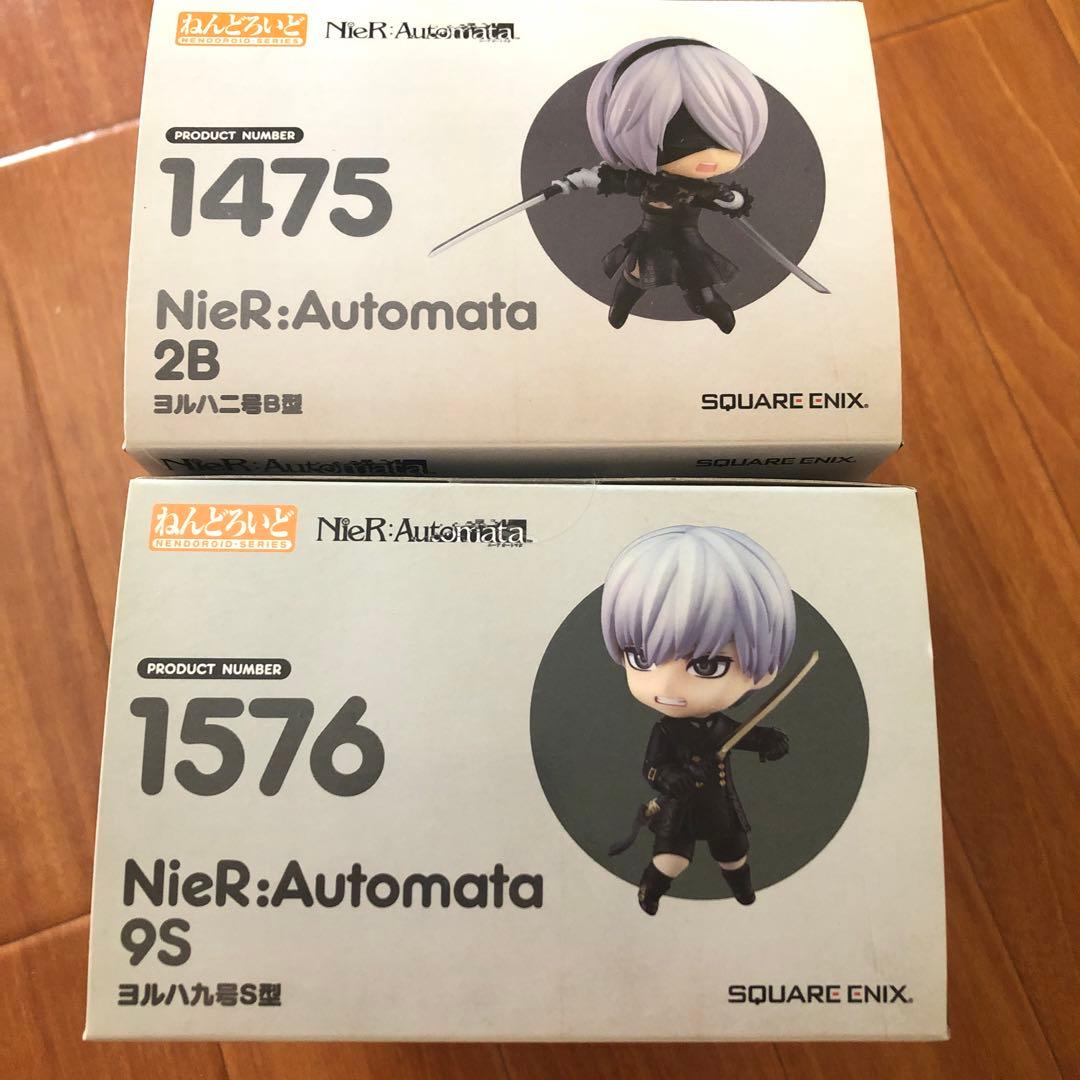 ねんどろいど
NENDOROID-SERIES
NieR:Automata
PRODUCT NUMBER
1475
NieR:Automata
2B
ヨルハ二号B型
SQUARE ENIX®
NieR:Automata
SQUARE ENIX®
ねんどろいど
NENDOROID-SERIES
NieR:Automata
PRODUCT NUMBER
1576
NieR:Automata
9S
ヨルハ九号S型
SQUARE ENIX®